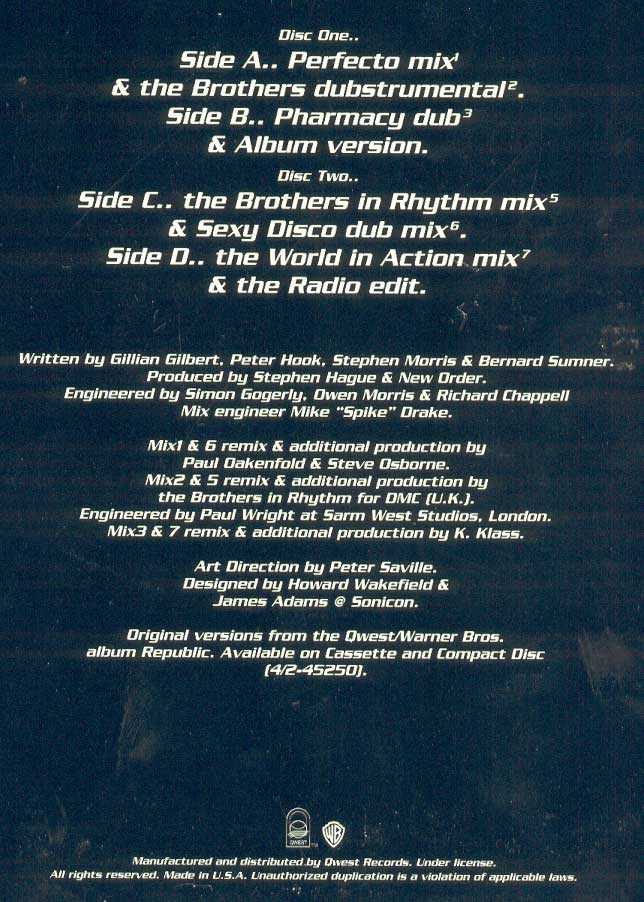 Disc One..
Side A.. Perfecto mix¹
& the Brothers dubstrumental².
Side B.. Pharmacy dub³
& Album version.
Disc Two..
Side C.. the Brothers in Rhythm mix⁵
& Sexy Disco dub mix⁶.
Side D.. the World in Action mix⁷
& the Radio edit.
Written by Gillian Gilbert, Peter Hook, Stephen Morris & Bernard Sumner.
Produced by Stephen Hague & New Order.
Engineered by Simon Gogerly, Owen Morris & Richard Chappell
Mix engineer Mike "Spike" Drake.
Mix1 & 6 remix & additional production by
Paul Oakenfold & Steve Osborne.
Mix2 & 5 remix & additional production by
the Brothers in Rhythm for DMC (U.K.).
Engineered by Paul Wright at Sarm West Studios, London.
Mix3 & 7 remix & additional production by K. Klass.
Art Direction by Peter Saville.
Designed by Howard Wakefield &
James Adams @ Sonicon.
Original versions from the Qwest/Warner Bros.
album Republic. Available on Cassette and Compact Disc
(4/2-45250).
QWEST TM WB
Manufactured and distributed by Qwest Records. Under license.
All rights reserved. Made in U.S.A. Unauthorized duplication is a violation of applicable laws.